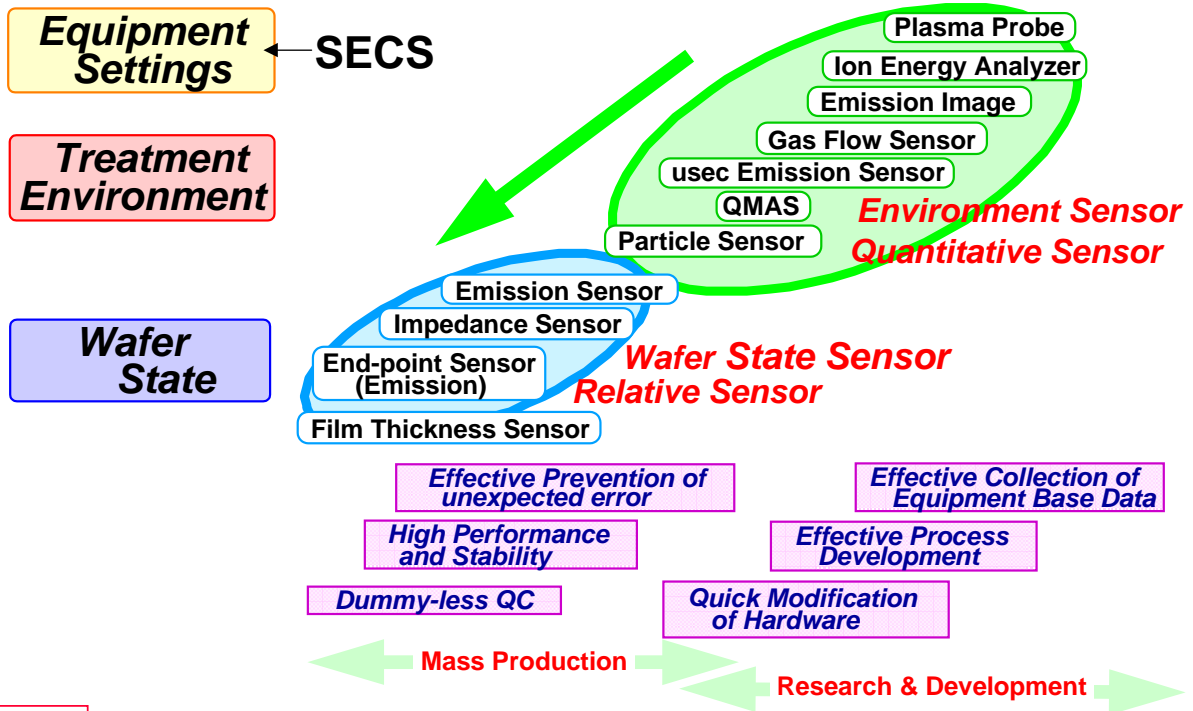 Equipment
Settings
SECS
Plasma Probe
Ion Energy Analyzer
Emission Image
Gas Flow Sensor
usec Emission Sensor
QMAS
Particle Sensor
Treatment
Environment
Environment Sensor
Quantitative Sensor
Emission Sensor
Impedance Sensor
End-point Sensor
(Emission)
Film Thickness Sensor
Wafer
State
Wafer State Sensor
Relative Sensor
Effective Prevention of
unexpected error
Effective Collection of
Equipment Base Data
High Performance
and Stability
Effective Process
Development
Dummy-less QC
Quick Modification
of Hardware
Mass Production
Research & Development